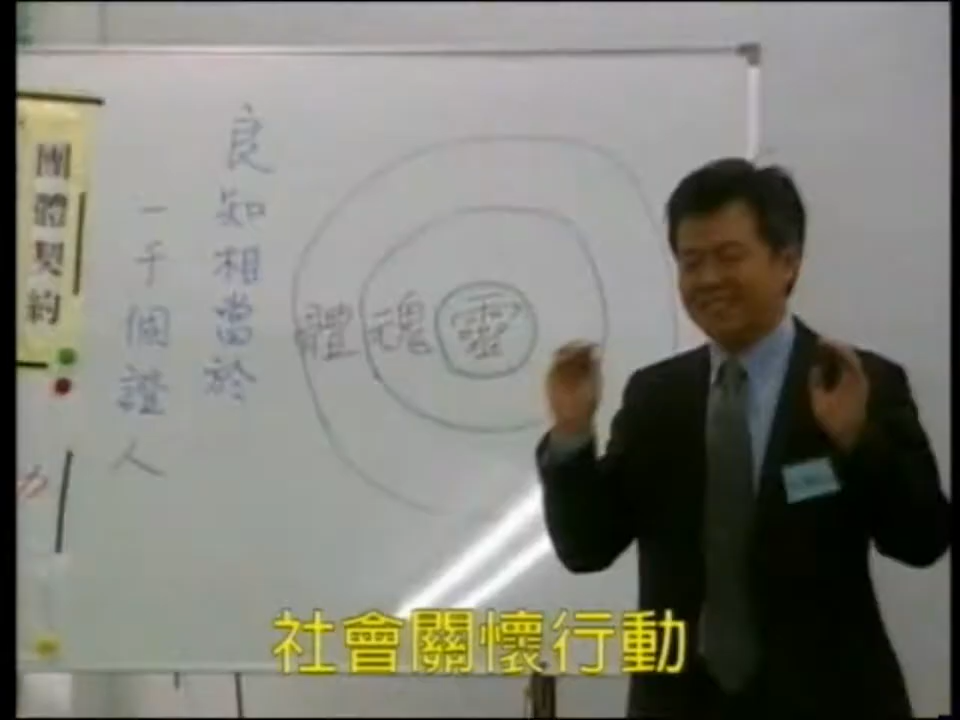 團體契約
良知相當於
一千個證人
體 魂 靈
力
社會關懷行動